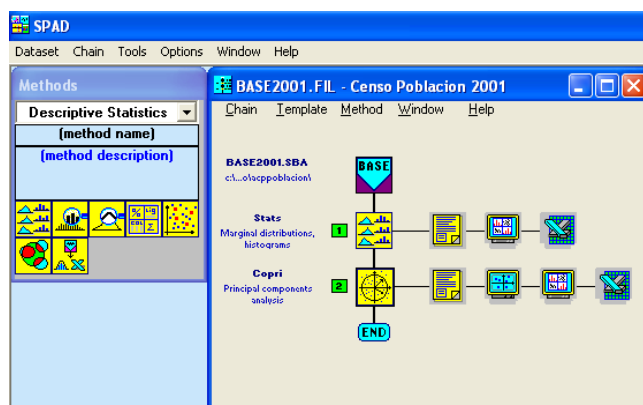 SPAD
Dataset Chain Tools Options Window Help
Methods
Descriptive Statistics
(method name)
(method description)
BASE2001.FIL - Censo Poblacion 2001
Chain Template Method Window Help
BASE2001.SBA
c:\...o\acppoblacion\
BASE
Stats
Marginal distributions,
histograms
1
Copri
Principal components
analysis
2
END